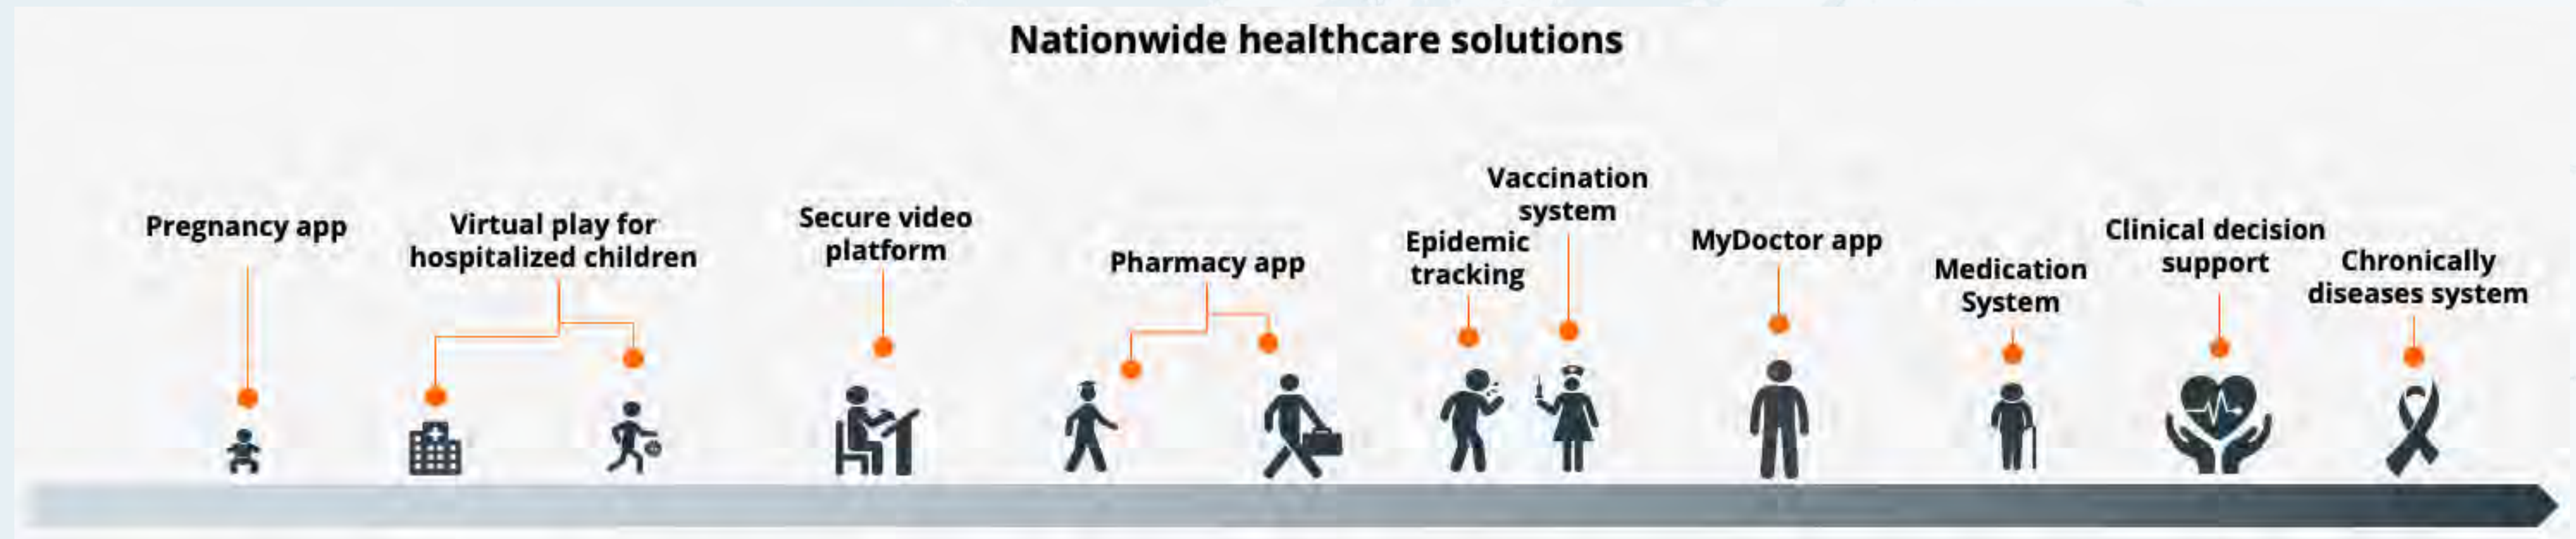 Nationwide healthcare solutions
Pregnancy app
Virtual play for
hospitalized children
Secure video
platform
Pharmacy app
Epidemic
tracking
Vaccination
system
MyDoctor app
Medication
System
Clinical decision
support
Chronically
diseases system